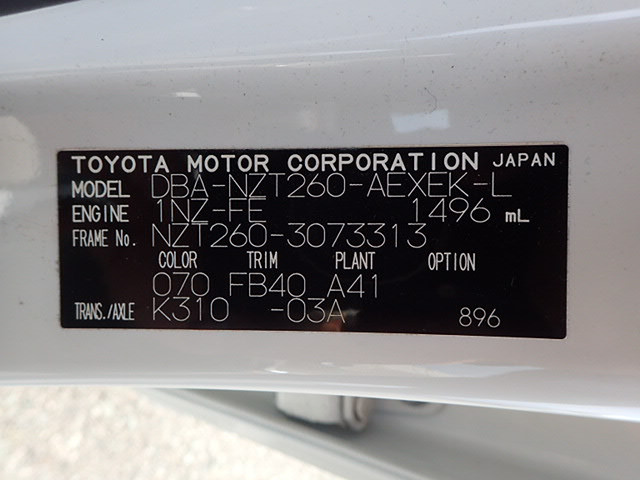 TOYOTA MOTOR CORPORATION JAPAN
MODEL DBA-NZT260-AEXEK-L
ENGINE 1NZ-FE 1496 mL
FRAME No. NZT260-3073313
COLOR TRIM PLANT OPTION
070 FB40 A41
TRANS./AXLE K310 -03A 896